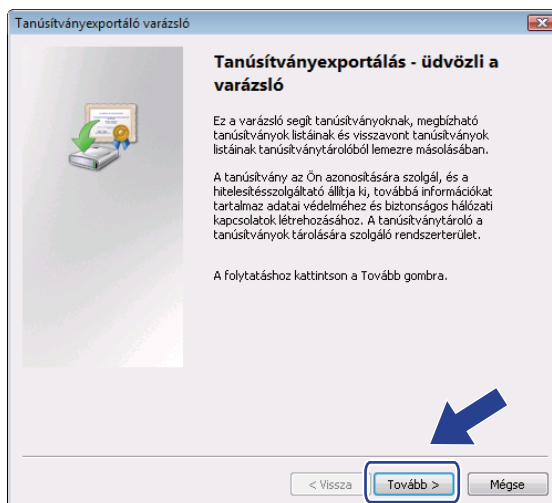 Tanúsítványexportáló varázsló
Tanúsítványexportálás - üdvözli a
varázsló
Ez a varázsló segít tanúsítványoknak, megbízható
tanúsítványok listáinak és visszavont tanúsítványok
listáinak tanúsítványtárolóból lemezre másolásában.
A tanúsítvány az Ön azonosítására szolgál, és a
hitelesítésszolgáltató állítja ki, továbbá információkat
tartalmaz adatai védelméhez és biztonságos hálózati
kapcsolatok létrehozásához. A tanúsítványtároló a
tanúsítványok tárolására szolgáló rendszerterület.
A folytatáshoz kattintson a Tovább gombra.
< Vissza Tovább > Mégse